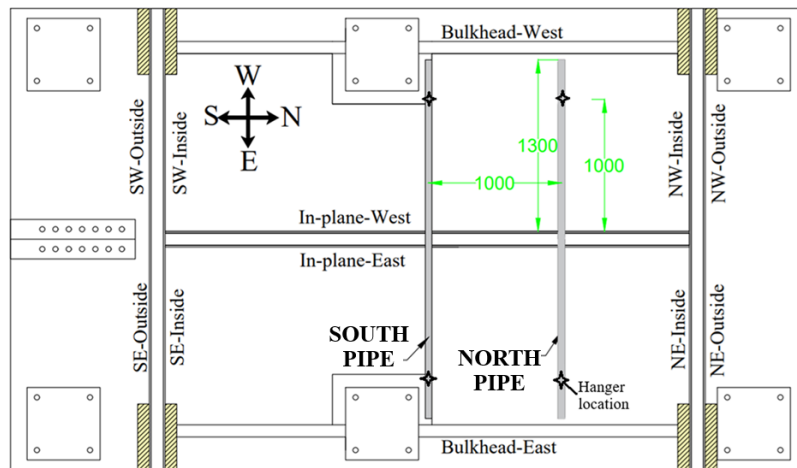 Bulkhead-West
W
S
N
E
SW-Outside
SW-Inside
1300
1000
1000
NW-Inside
NW-Outside
In-plane-West
In-plane-East
SE-Outside
SE-Inside
SOUTH
PIPE
NORTH
PIPE
Hanger
location
NE-Inside
NE-Outside
Bulkhead-East